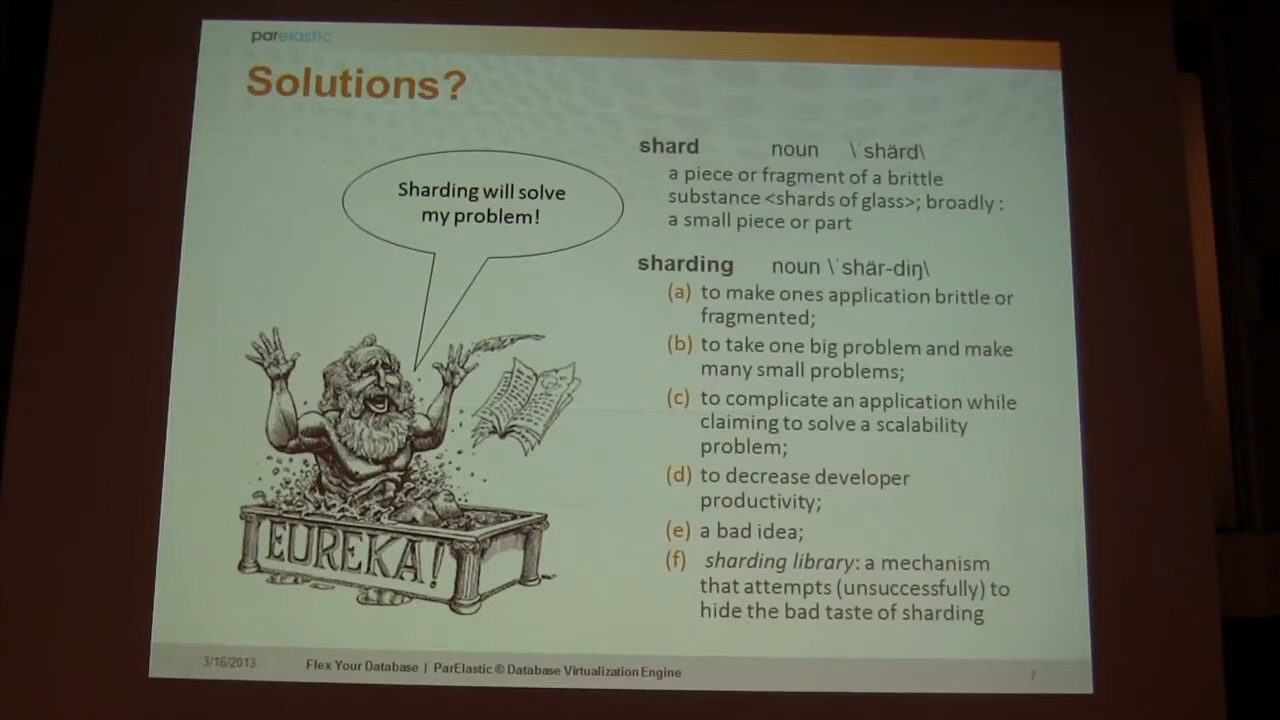 parelastic
Solutions?
Sharding will solve
my problem!
EUREKA!
shard noun \ˈshärd\
a piece or fragment of a brittle
substance <shards of glass>; broadly :
a small piece or part
sharding noun \ˈshär-diŋ\
(a) to make ones application brittle or
fragmented;
(b) to take one big problem and make
many small problems;
(c) to complicate an application while
claiming to solve a scalability
problem;
(d) to decrease developer
productivity;
(e) a bad idea;
(f) sharding library: a mechanism
that attempts (unsuccessfully) to
hide the bad taste of sharding
3/16/2013 Flex Your Database | ParElastic ® Database Virtualization Engine